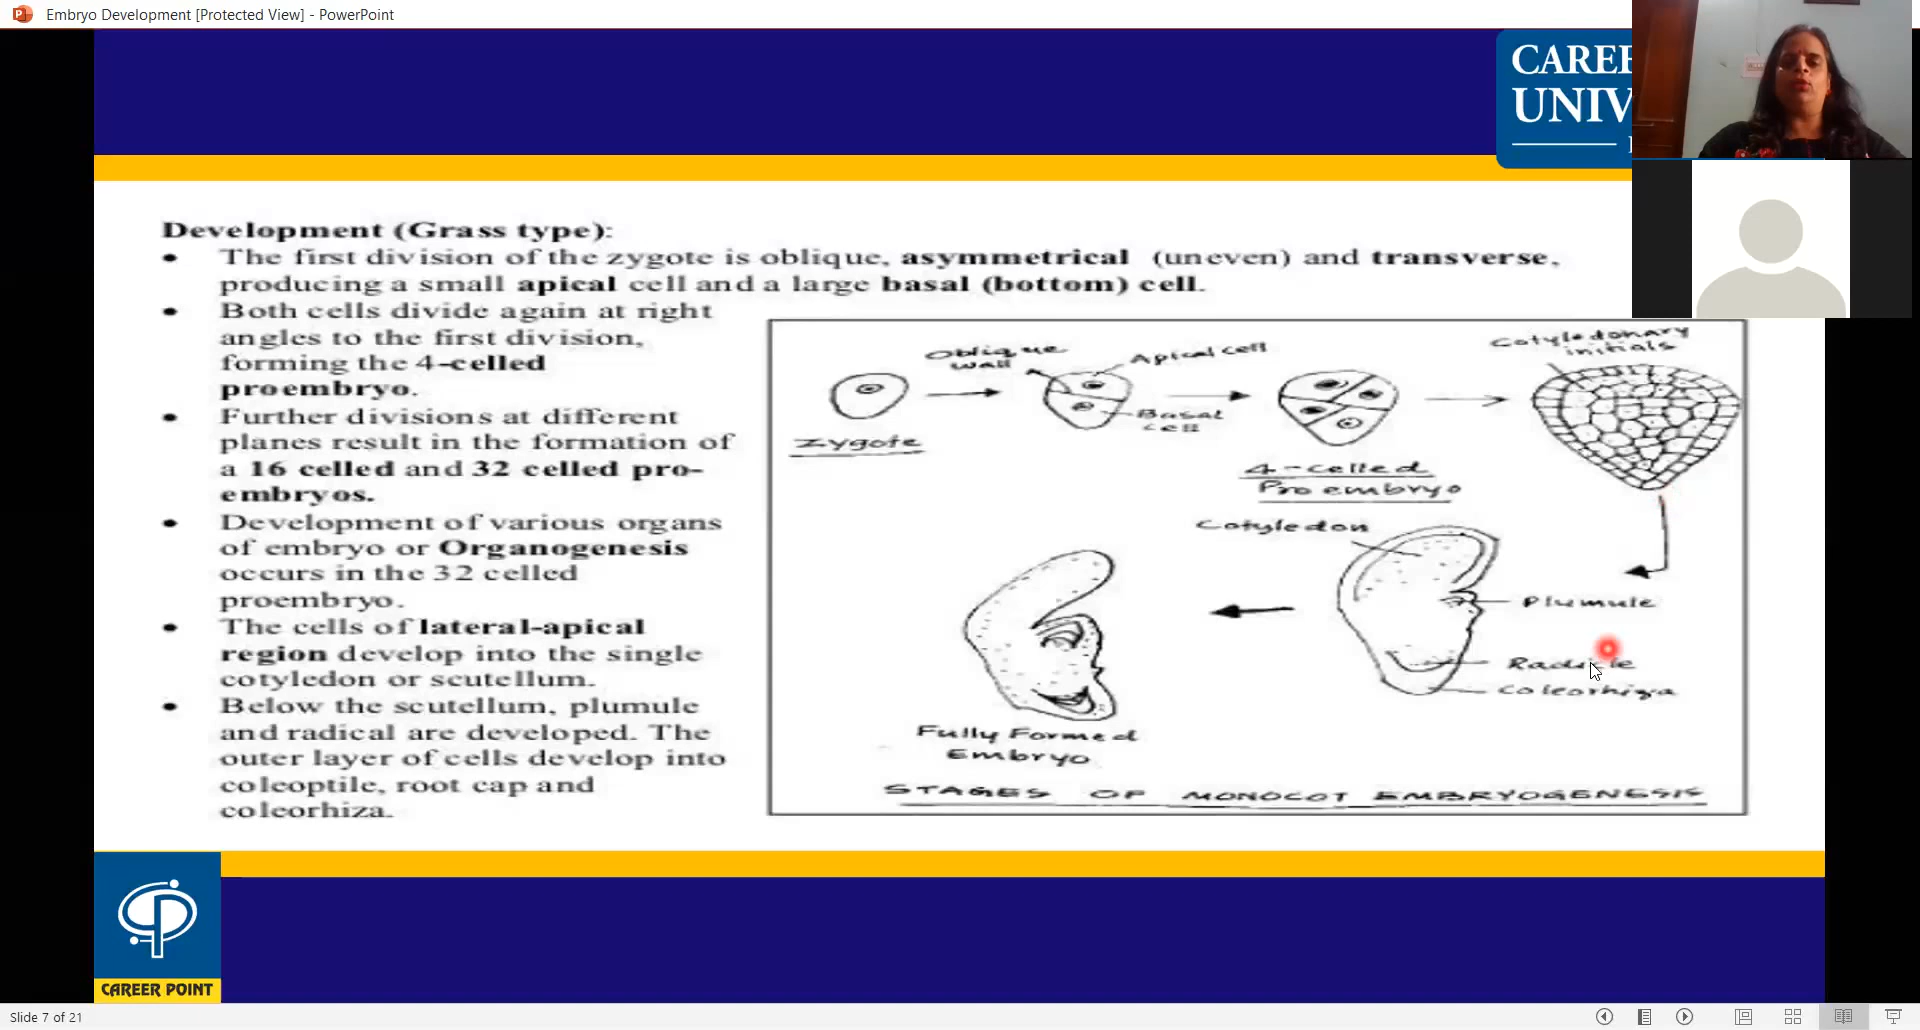 Embryo Development [Protected View] - PowerPoint
CAREE
UNIV
Development (Grass type):
• The first division of the zygote is oblique, asymmetrical (uneven) and transverse,
producing a small apical cell and a large basal (bottom) cell.
• Both cells divide again at right
angles to the first division,
forming the 4-celled
proembryo.
• Further divisions at different
planes result in the formation of
a 16 celled and 32 celled pro-
embryos.
• Development of various organs
of embryo or Organogenesis
occurs in the 32 celled
proembryo.
• The cells of lateral-apical
region develop into the single
cotyledon or scutellum.
• Below the scutellum, plumule
and radical are developed. The
outer layer of cells develop into
coleoptile, root cap and
coleorhiza.
Oblique
wall
Apical cell
Cotyledonary
initials
Basal
cell
Zygote
4-celled
Proembryo
Cotyledon
Plumule
Radicle
Coleorhiza
Fully Formed
Embryo
STAGES OF MONOCOT EMBRYOGENESIS
CAREER POINT
Slide 7 of 21